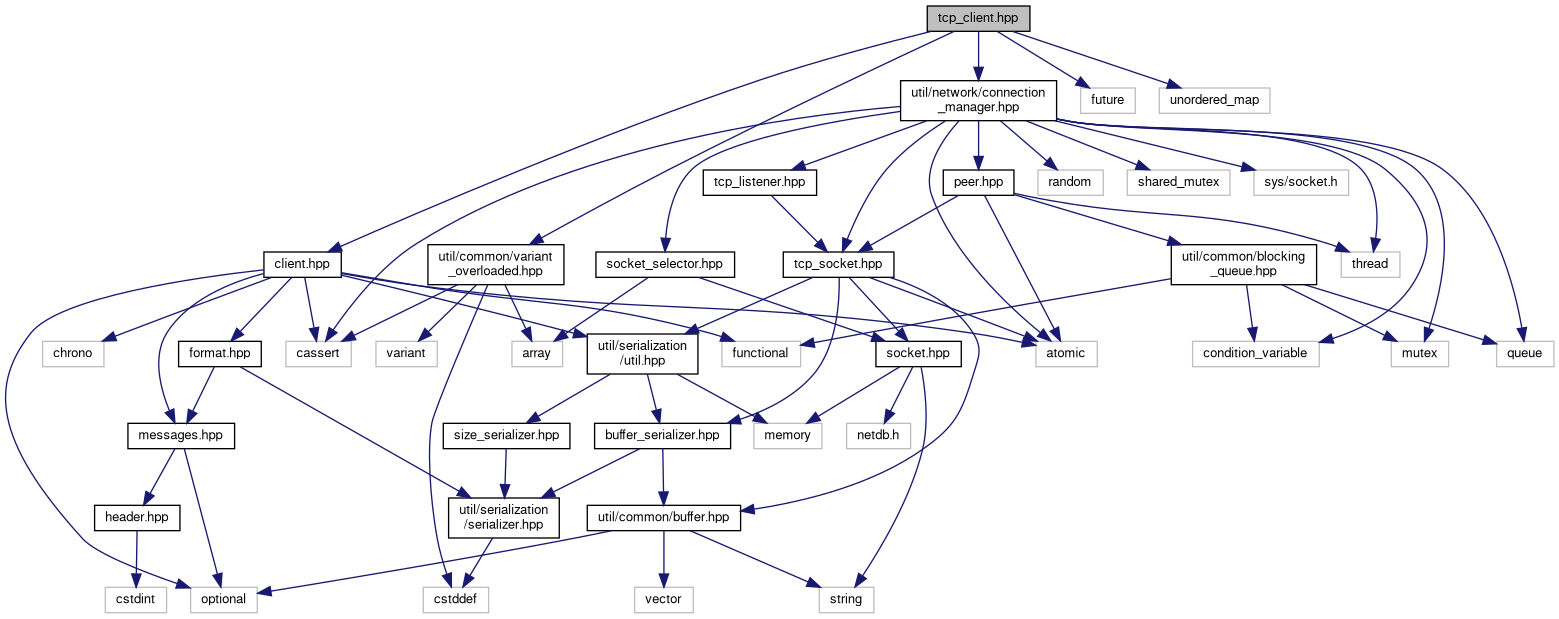 tcp_client.hpp
util/network/connection
_manager.hpp
future
unordered_map
tcp_listener.hpp
peer.hpp
random
shared_mutex
sys/socket.h
client.hpp
util/common/variant
_overloaded.hpp
socket_selector.hpp
tcp_socket.hpp
util/common/blocking
_queue.hpp
thread
chrono
format.hpp
cassert
variant
array
util/serialization
/util.hpp
functional
socket.hpp
atomic
condition_variable
mutex
queue
messages.hpp
size_serializer.hpp
buffer_serializer.hpp
memory
netdb.h
header.hpp
util/serialization
/serializer.hpp
util/common/buffer.hpp
cstdint
optional
cstddef
vector
string